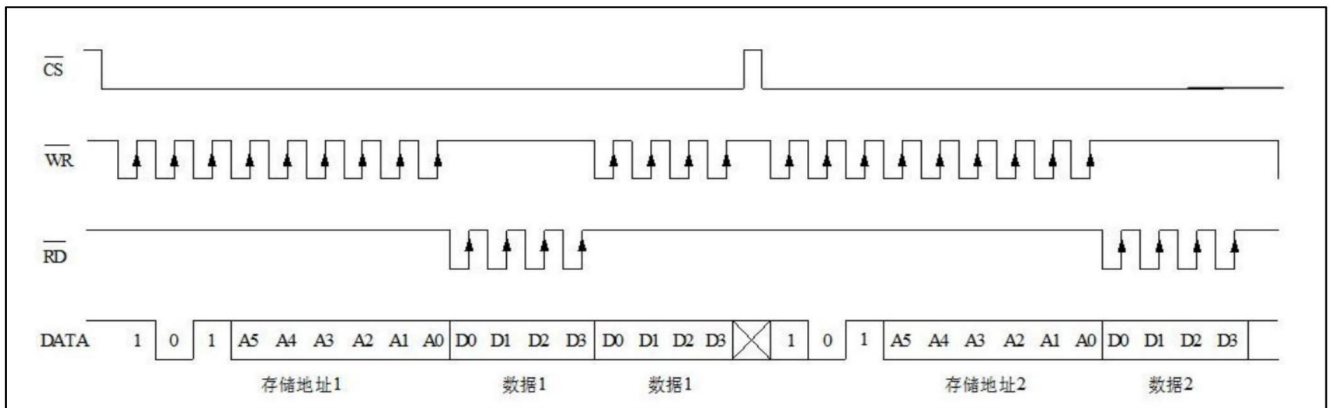 CS
WR
RD
DATA 1 0 1 A5 A4 A3 A2 A1 A0 D0 D1 D2 D3 D0 D1 D2 D3 1 0 1 A5 A4 A3 A2 A1 A0 D0 D1 D2 D3
存储地址1 数据1 数据1 存储地址2 数据2